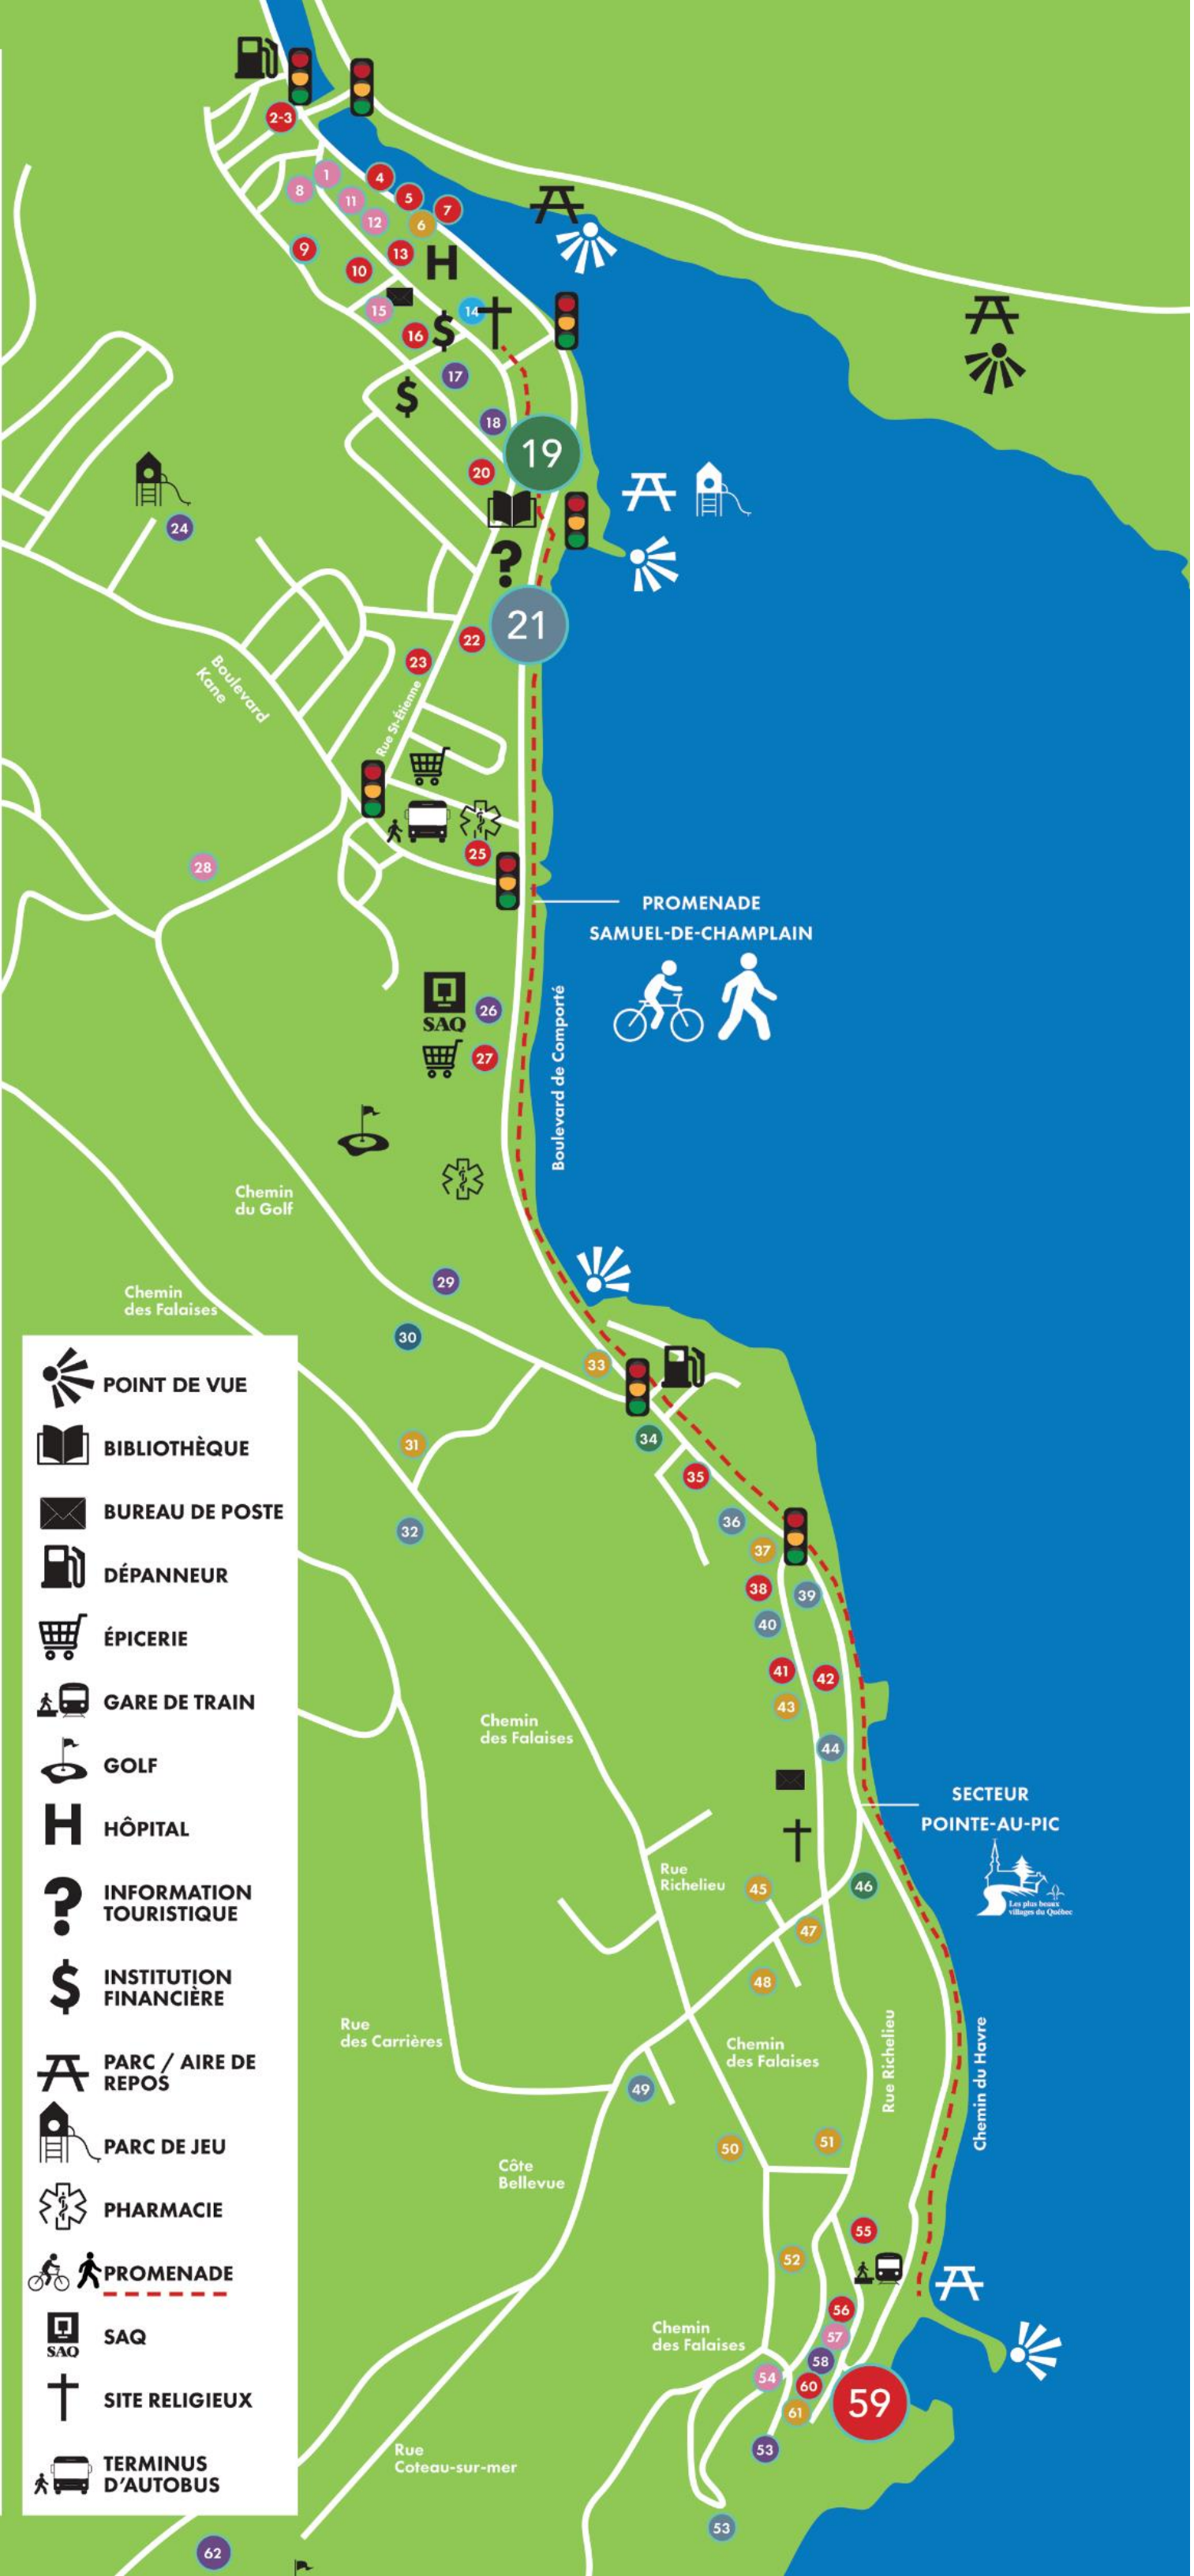 2-3
1
4
8
11
5
7
12
6
9
13
H
10
15
14
16
$
17
$
18
19
20
24
?
21
22
23
Boulevard
Kane
Rue St-Étienne
25
28
PROMENADE
SAMUEL-DE-CHAMPLAIN
26
SAQ
27
Boulevard de Comporté
Chemin
du Golf
29
Chemin
des Falaises
30
33
34
31
35
32
36
37
38
39
40
41
42
43
Chemin
des Falaises
44
SECTEUR
POINTE-AU-PIC
Les plus beaux
villages du Québec
Rue
Richelieu
45
46
47
48
Rue
des Carrières
Chemin
des Falaises
Rue Richelieu
Chemin du Havre
49
50
51
Côte
Bellevue
55
52
56
57
Chemin
des Falaises
58
54
60
59
61
53
Rue
Coteau-sur-mer
53
62
POINT DE VUE
BIBLIOTHÈQUE
BUREAU DE POSTE
DÉPANNEUR
ÉPICERIE
GARE DE TRAIN
GOLF
H HÔPITAL
? INFORMATION
TOURISTIQUE
$ INSTITUTION
FINANCIÈRE
PARC / AIRE DE
REPOS
PARC DE JEU
PHARMACIE
PROMENADE
SAQ SAQ
SITE RELIGIEUX
TERMINUS
D'AUTOBUS